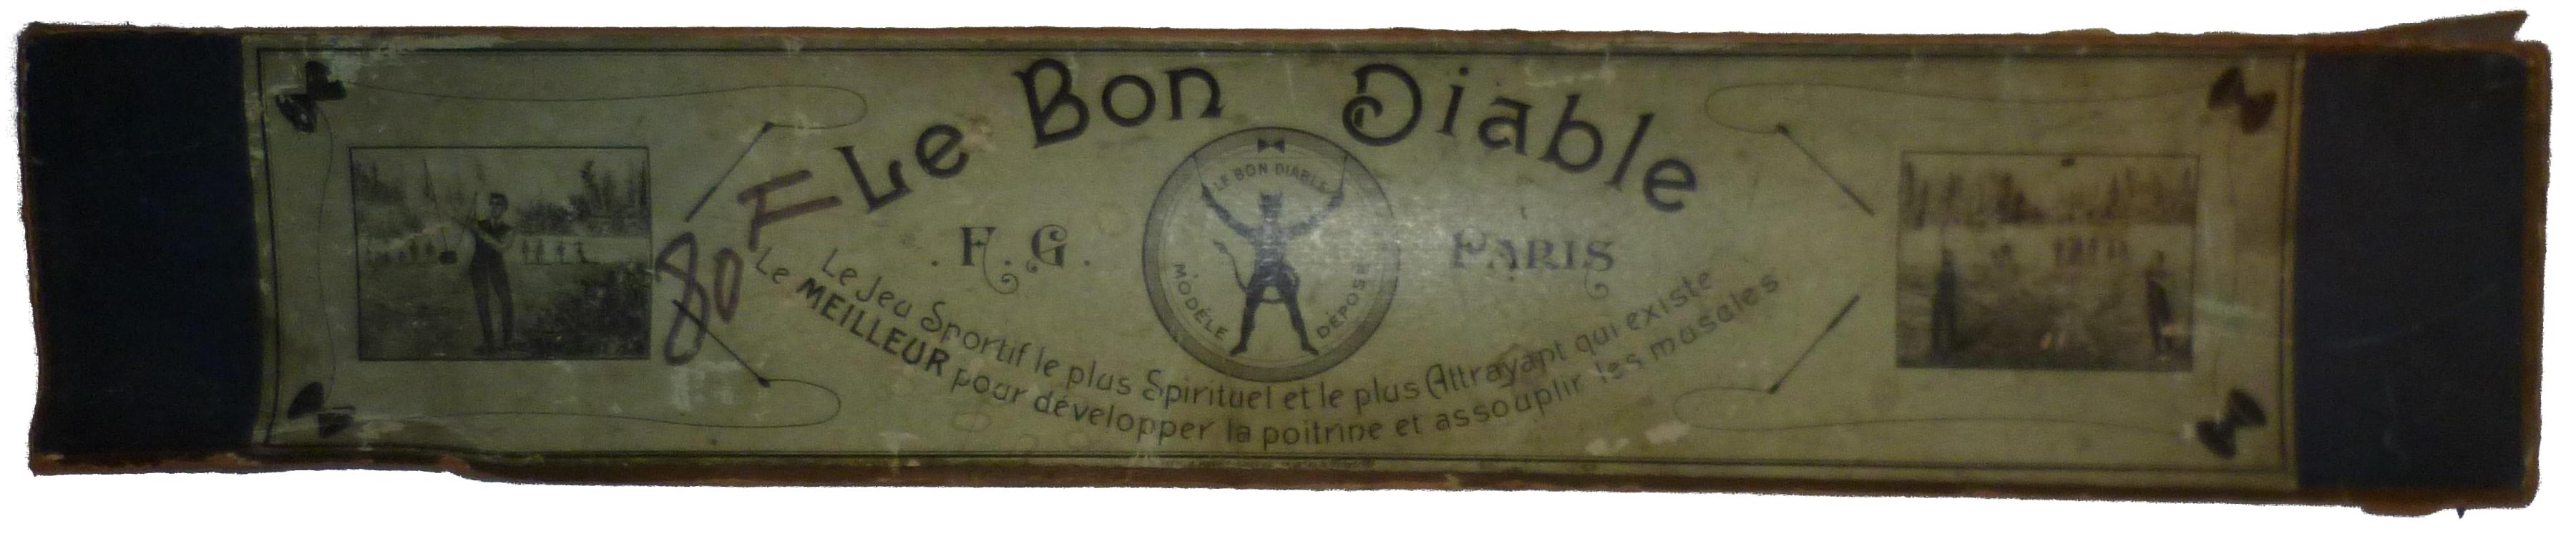 Le Bon Diable
80F
. F. G. PARIS
LE BON DIABLE
MODÈLE DÉPOSÉ
Le Jeu Sportif le plus Spirituel et le plus Attrayant qui existe
Le MEILLEUR pour développer la poitrine et assouplir les muscles